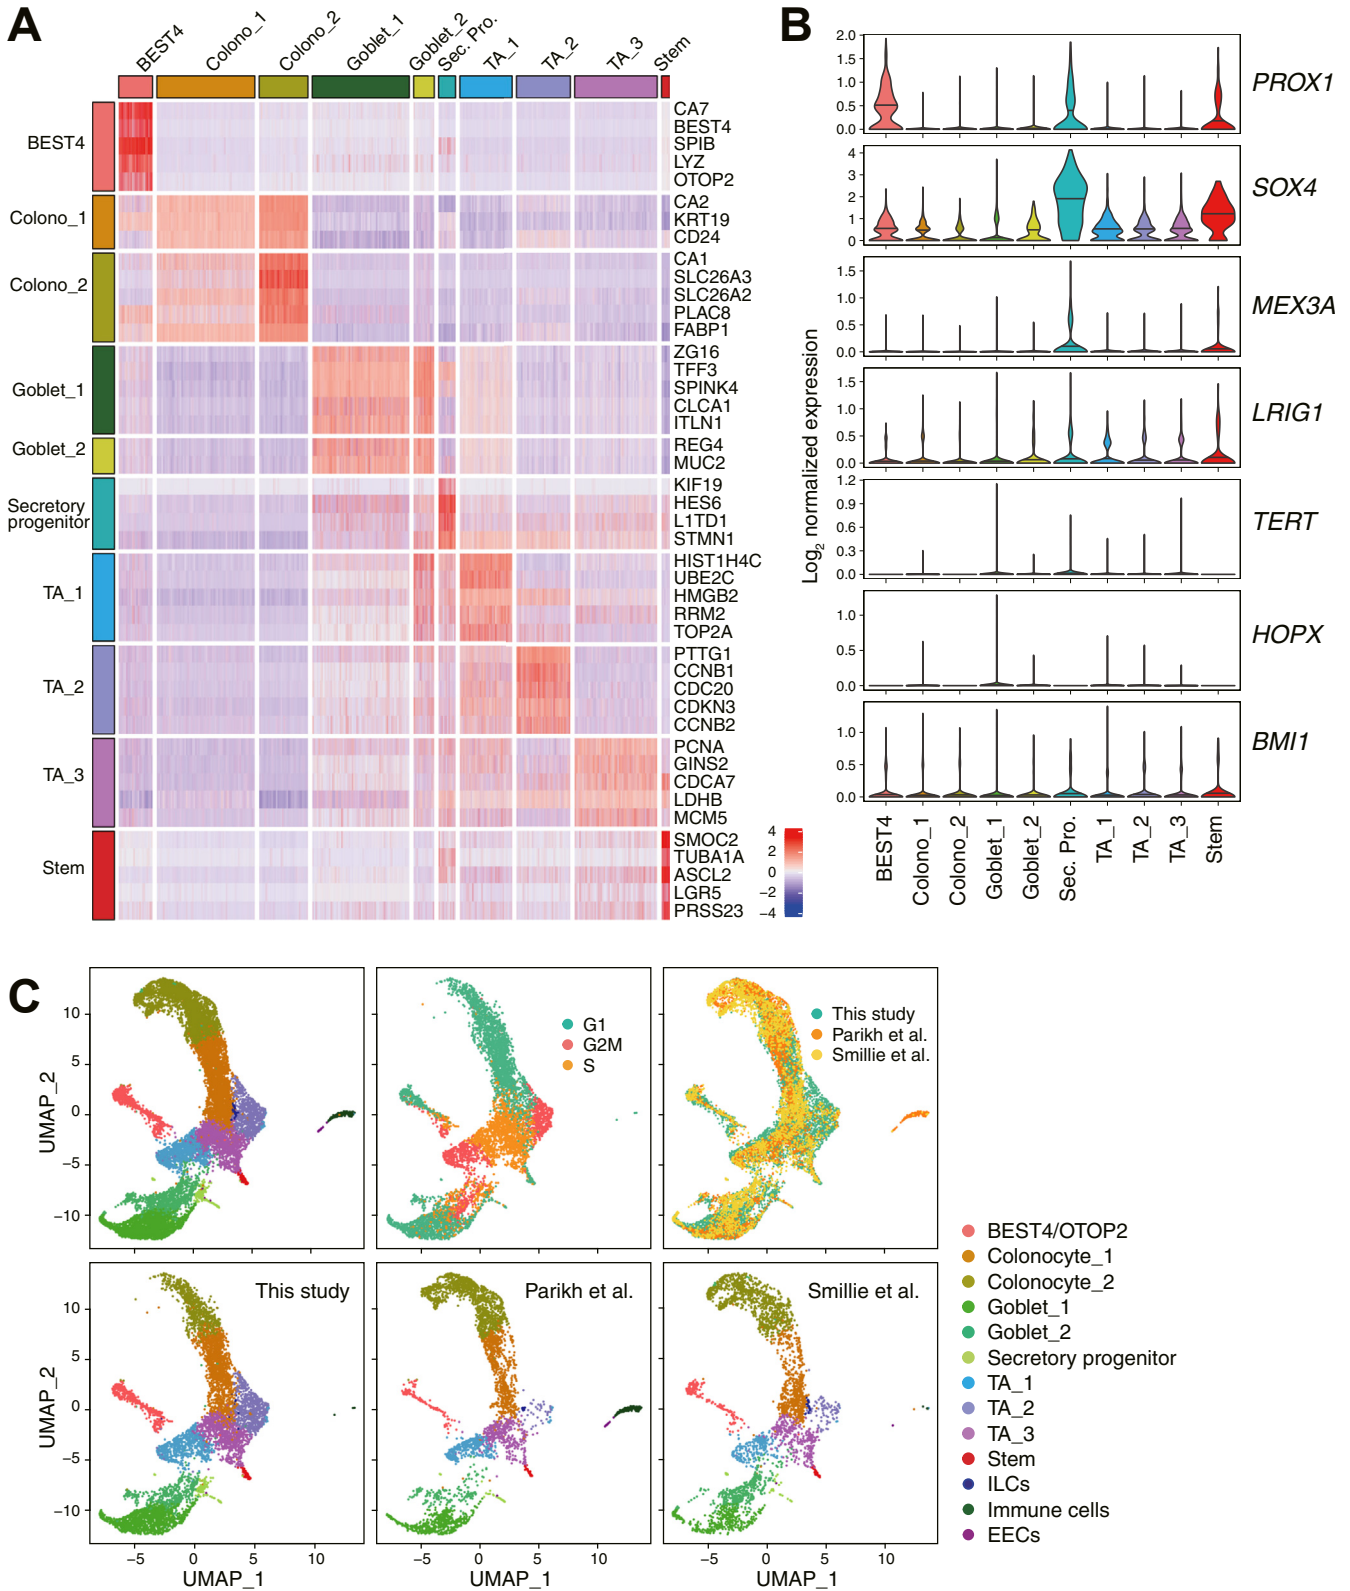 A
BEST4
Colono_1
Colono_2
Goblet_1
Goblet_2
Sec. Pro.
TA_1
TA_2
TA_3
Stem
BEST4
CA7
BEST4
SPIB
LYZ
OTOP2
Colono_1
CA2
KRT19
CD24
Colono_2
CA1
SLC26A3
SLC26A2
PLAC8
FABP1
Goblet_1
ZG16
TFF3
SPINK4
CLCA1
ITLN1
Goblet_2
REG4
MUC2
Secretory
progenitor
KIF19
HES6
L1TD1
STMN1
TA_1
HIST1H4C
UBE2C
HMGB2
RRM2
TOP2A
TA_2
PTTG1
CCNB1
CDC20
CDKN3
CCNB2
TA_3
PCNA
GINS2
CDCA7
LDHB
MCM5
Stem
SMOC2
TUBA1A
ASCL2
LGR5
PRSS23
4
2
0
−2
−4
B
Log2 normalized expression
2.0
1.5
1.0
0.5
0.0
PROX1
4
3
2
1
0
SOX4
1.5
1.0
0.5
0.0
MEX3A
1.5
1.0
0.5
0.0
LRIG1
1.2
0.9
0.6
0.3
0.0
TERT
1.0
0.5
0.0
HOPX
1.0
0.5
0.0
BMI1
BEST4
Colono_1
Colono_2
Goblet_1
Goblet_2
Sec. Pro.
TA_1
TA_2
TA_3
Stem
C
UMAP_2
10
5
0
−5
−10
G1
G2M
S
This study
Parikh et al.
Smillie et al.
UMAP_2
10
5
0
−5
−10
This study
Parikh et al.
Smillie et al.
−5 0 5 10
−5 0 5 10
−5 0 5 10
UMAP_1
UMAP_1
UMAP_1
BEST4/OTOP2
Colonocyte_1
Colonocyte_2
Goblet_1
Goblet_2
Secretory progenitor
TA_1
TA_2
TA_3
Stem
ILCs
Immune cells
EECs